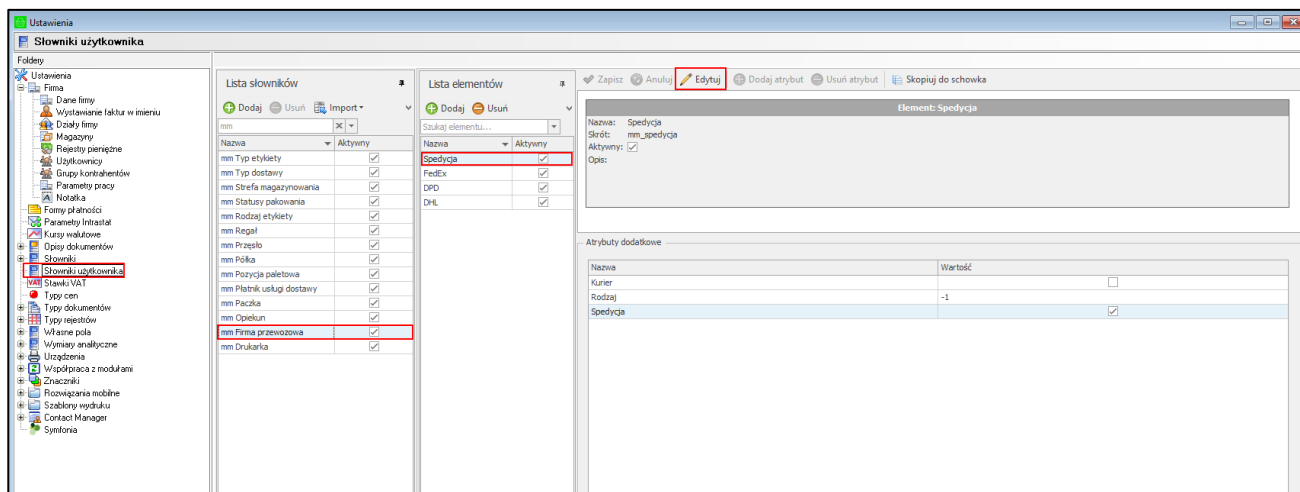 Ustawienia
Słowniki użytkownika
Foldery
Ustawienia
Firma
Dane firmy
Wystawianie faktur w imieniu
Działy firmy
Magazyny
Rejestry pieniężne
Użytkownicy
Grupy kontrahentów
Parametry pracy
Notatka
Formy płatności
Parametry Intrastat
Kursy walutowe
Opisy dokumentów
Słowniki
Słowniki użytkownika
VAT Stawki VAT
Typy cen
Typy dokumentów
Typy rejestrów
Własne pola
Wymiary analityczne
Urządzenia
Współpraca z modułami
Znaczniki
Rozwiązania mobilne
Szablony wydruku
Contact Manager
Symfonia
Lista słowników
Dodaj Usuń Import
mm
Nazwa Aktywny
mm Typ etykiety
mm Typ dostawy
mm Strefa magazynowania
mm Statusy pakowania
mm Rodzaj etykiety
mm Regał
mm Przęsło
mm Półka
mm Pozycja paletowa
mm Płatnik usługi dostawy
mm Paczka
mm Opiekun
mm Firma przewozowa
mm Drukarka
Lista elementów
Dodaj Usuń
Szukaj elementu...
Nazwa Aktywny
Spedycja
FedEx
DPD
DHL
Zapisz Anuluj Edytuj Dodaj atrybut Usuń atrybut Skopiuj do schowka
Element: Spedycja
Nazwa: Spedycja
Skrót: mm_spedycja
Aktywny:
Opis:
Atrybuty dodatkowe
Nazwa Wartość
Kurier
Rodzaj -1
Spedycja